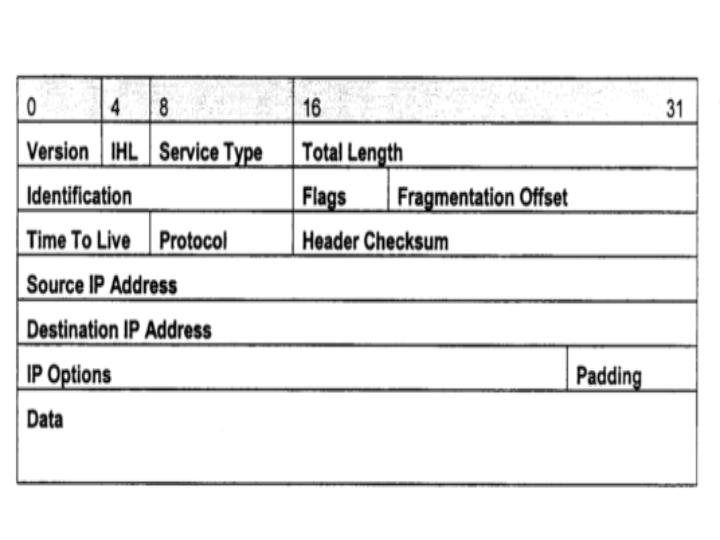 0 4 8 16 31
Version IHL Service Type Total Length
Identification Flags Fragmentation Offset
Time To Live Protocol Header Checksum
Source IP Address
Destination IP Address
IP Options Padding
Data